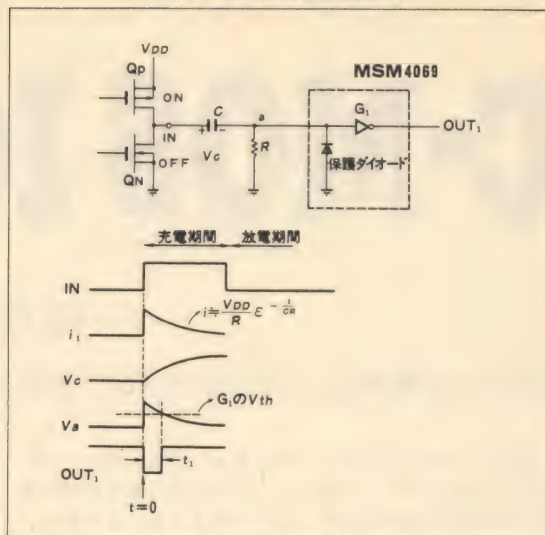 VDD
QP
ON
MSM4069
C
a
G1
OUT1
IN
+
-
R
VC
OFF
QN
保護ダイオード
充電期間 放電期間
IN
i1
i≒VDD/R ε^-1/CR
Vc
G1のVth
Va
t1
OUT1
t=0